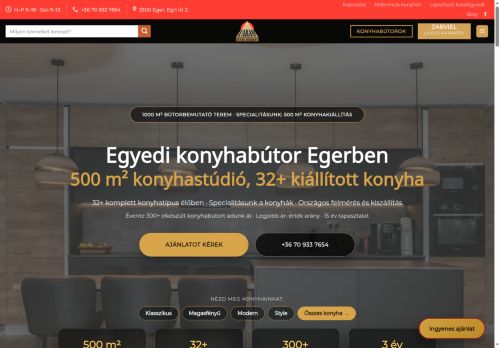 H-P 9-18 · Szo 9-13
+36 70 933 7654
3300 Eger, Egri út 3.
Kapcsolat
Referencia konyhák
Lapszabász katalógusok
Blog
Milyen terméket keresel?
KONYHABÚTOROK
ZARVIEL
LUXUS KANAPÉK
1000 M² BÚTORBEMUTATÓ TEREM · SPECIALITÁSUNK: 500 M² KONYHAKIÁLLÍTÁS
Egyedi konyhabútor Egerben
500 m² konyhastúdió, 32+ kiállított konyha
32+ komplett konyhatípus élőben · Specialitásunk a konyhák · Országos felmérés és kiszállítás
Évente 300+ elkészült konyhabútort adunk át · Legjobb ár-érték arány · 15 év tapasztalat
AJÁNLATOT KÉREK
+36 70 933 7654
NÉZD MEG KONYHÁINKAT:
Klasszikus
Magasfényű
Modern
Style
Összes konyha →
Ingyenes ajánlat
500 m²
32+
300+
3 év